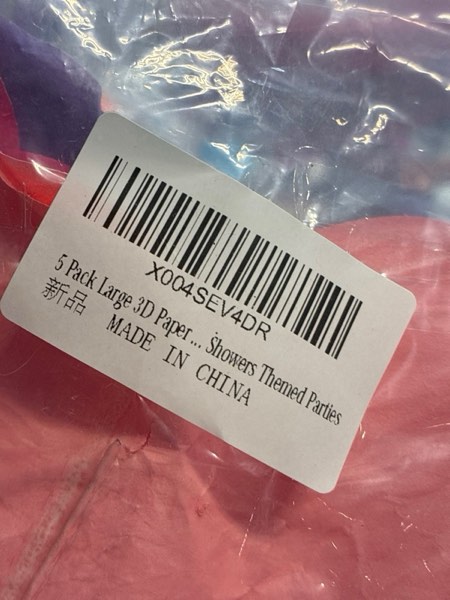 X004SEV4DR
5 Pack Large 3D Paper... Showers Themed Parties
新品 MADE IN CHINA